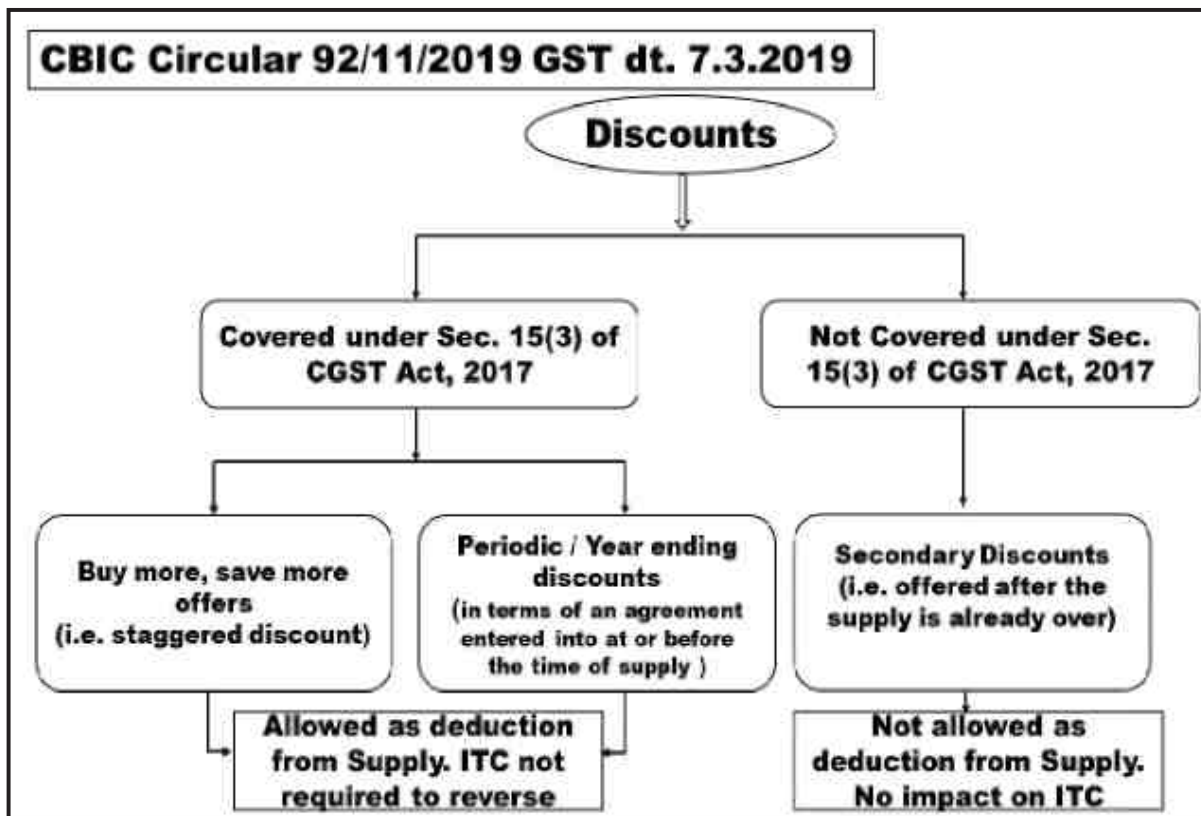 CBIC Circular 92/11/2019 GST dt. 7.3.2019
Discounts
Covered under Sec. 15(3) of
CGST Act, 2017
Not Covered under Sec.
15(3) of CGST Act, 2017
Buy more, save more
offers
(i.e. staggered discount)
Periodic / Year ending
discounts
(in terms of an agreement
entered into at or before
the time of supply )
Secondary Discounts
(i.e. offered after the
supply is already over)
Allowed as deduction
from Supply. ITC not
required to reverse
Not allowed as
deduction from Supply.
No impact on ITC